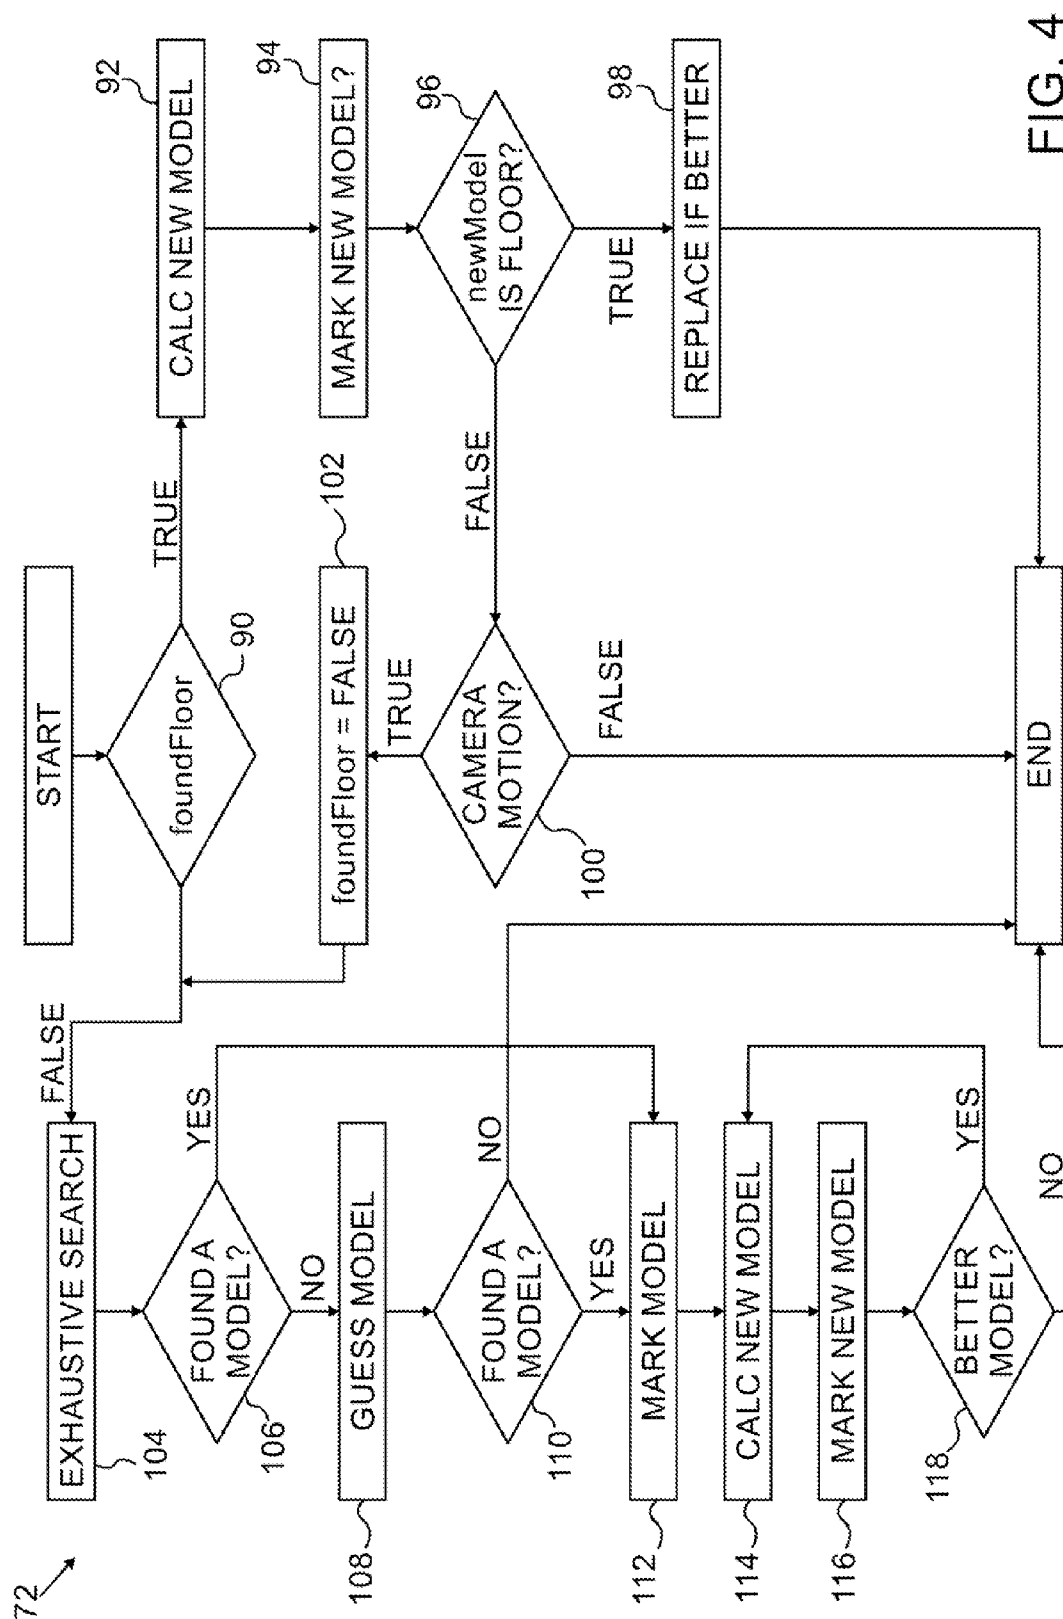 72
START
foundFloor
90
TRUE
FALSE
CALC NEW MODEL
92
MARK NEW MODEL?
94
newModel
IS FLOOR?
96
TRUE
FALSE
REPLACE IF BETTER
98
CAMERA
MOTION?
100
TRUE
FALSE
foundFloor = FALSE
102
EXHAUSTIVE SEARCH
104
FOUND A
MODEL?
106
YES
NO
GUESS MODEL
108
FOUND A
MODEL?
110
NO
YES
MARK MODEL
112
CALC NEW MODEL
114
MARK NEW MODEL
116
BETTER
MODEL?
118
YES
NO
END
FIG. 4